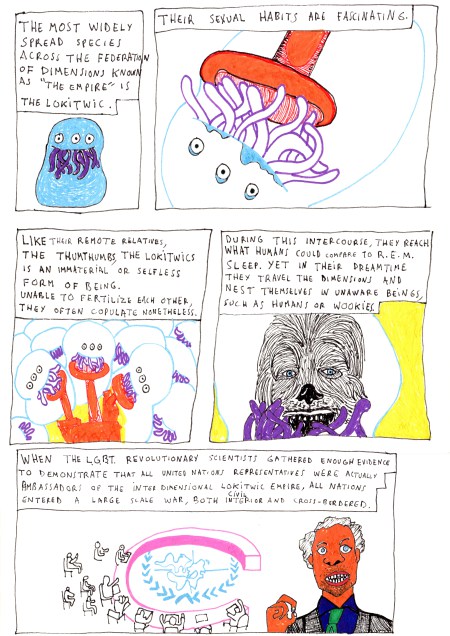 THE MOST WIDELY
SPREAD SPECIES
ACROSS THE FEDERATION
OF DIMENSIONS KNOWN
AS "THE EMPIRE" IS
THE LOKITWIC.
THEIR SEXUAL HABITS ARE FASCINATING.
LIKE THEIR REMOTE RELATIVES,
THE THUMTHUMBS, THE LOKITWICS
IS AN IMMATERIAL OR SELFLESS
FORM OF BEING.
UNABLE TO FERTILIZE EACH OTHER,
THEY OFTEN COPULATE NONETHELESS.
DURING THIS INTERCOURSE, THEY REACH
WHAT HUMANS COULD COMPARE TO R.E.M.
SLEEP. YET IN THEIR DREAMTIME
THEY TRAVEL THE DIMENSIONS AND
NEST THEMSELVES IN UNAWARE BEINGS,
SUCH AS HUMANS OR WOOKIES.
WHEN THE L.G.B.T. REVOLUTIONARY SCIENTISTS GATHERED ENOUGH EVIDENCE
TO DEMONSTRATE THAT ALL UNITED NATIONS REPRESENTATIVES WERE ACTUALLY
AMBASSADORS OF THE INTER DIMENSIONAL LOKITWIC EMPIRE, ALL NATIONS
ENTERED A LARGE SCALE WAR, BOTH CIVIL INTERIOR AND CROSS-BORDERED.